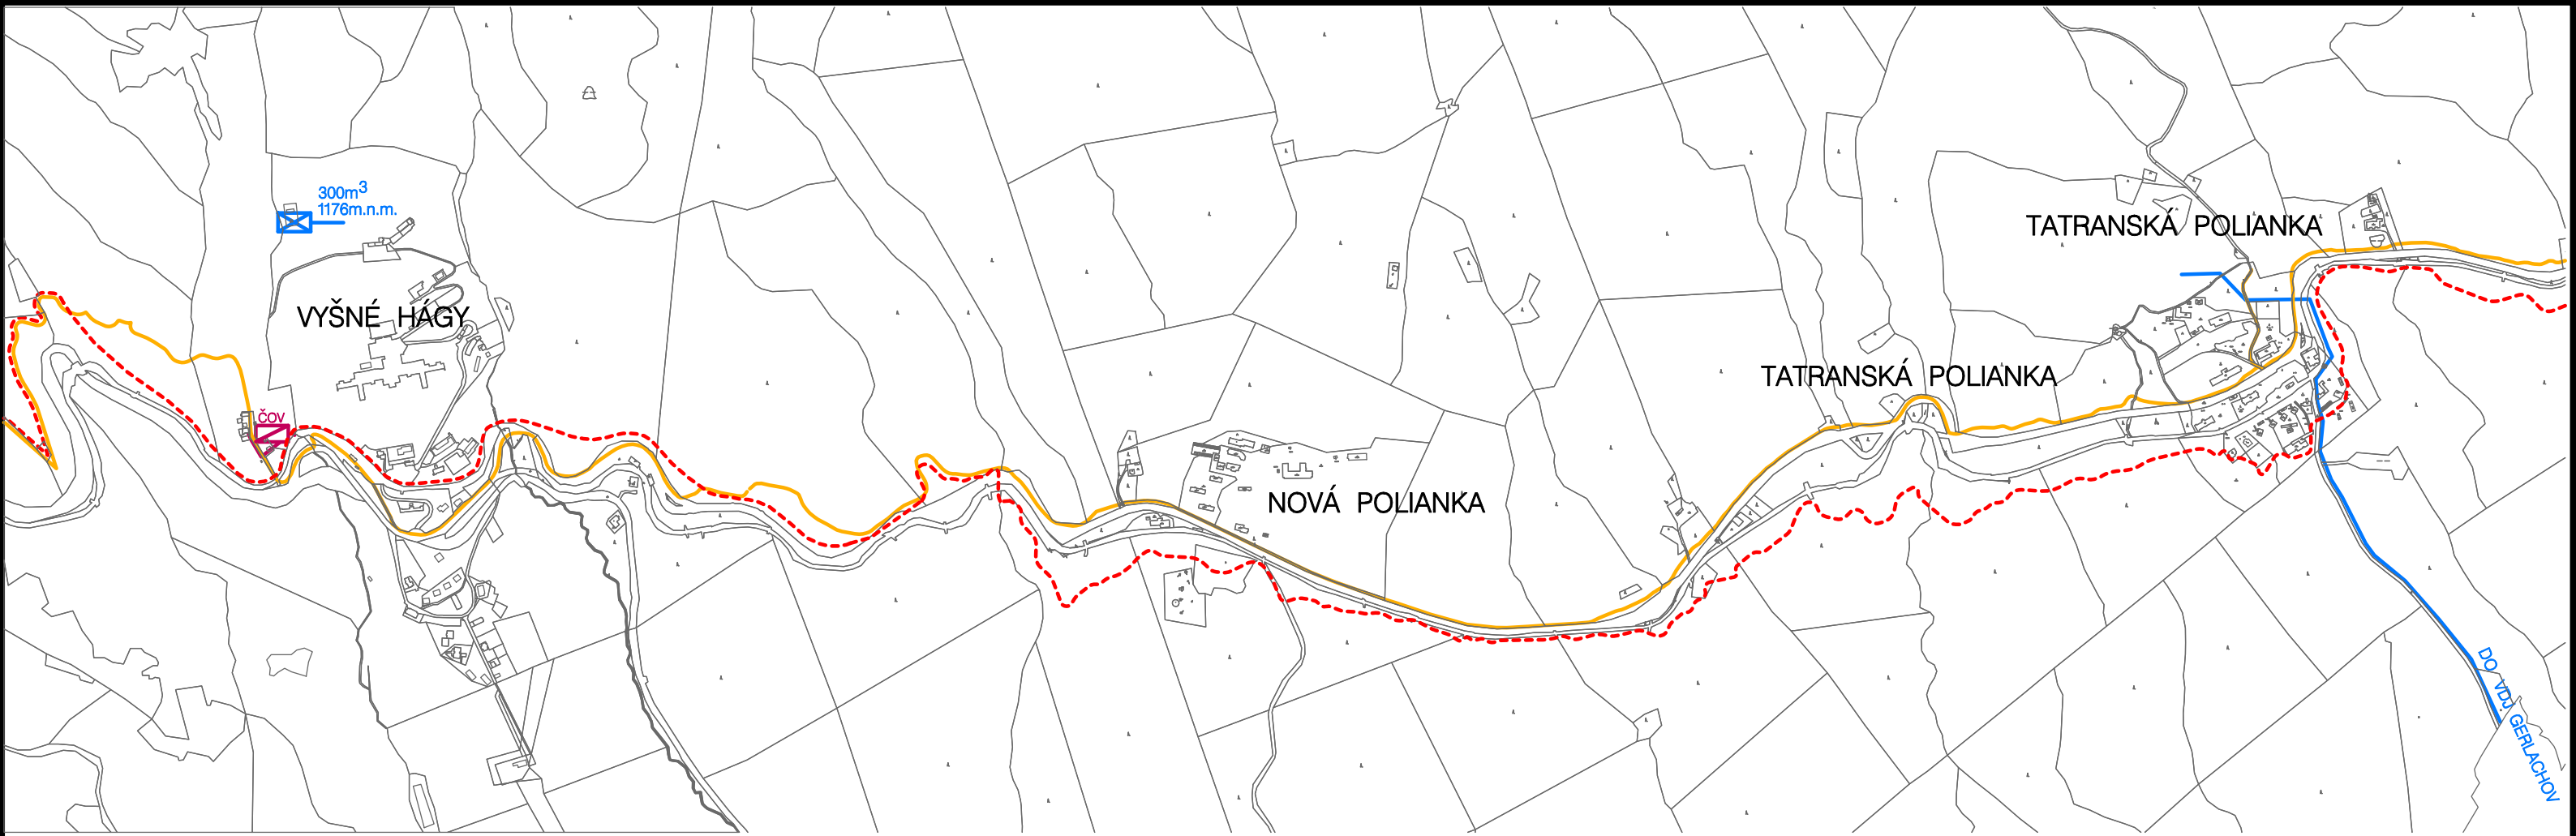 300m³
1176m.n.m.
TATRANSKÁ POLIANKA
VYŠNÉ HÁGY
TATRANSKÁ POLIANKA
ČOV
NOVÁ POLIANKA
DO VDJ. GERLACHOV